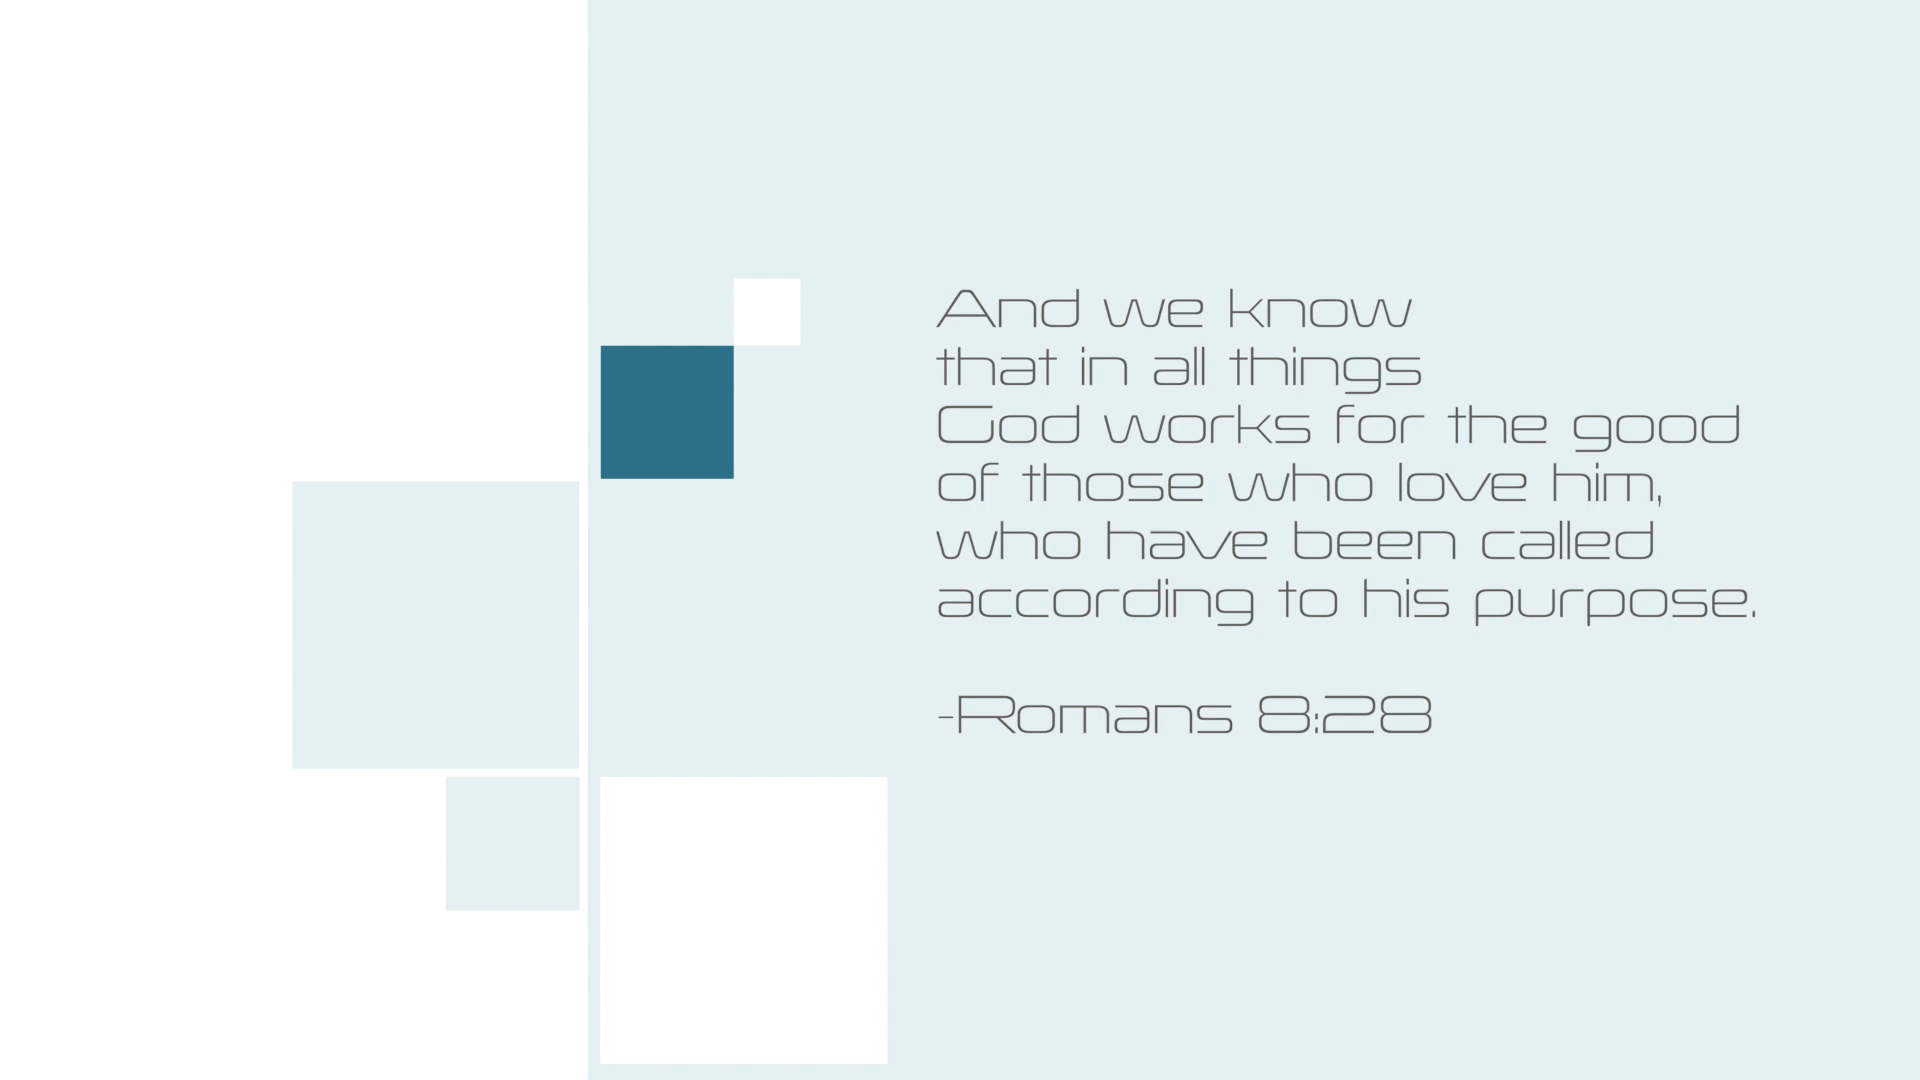 And we know
that in all things
God works for the good
of those who love him,
who have been called
according to his purpose.
-Romans 8:28